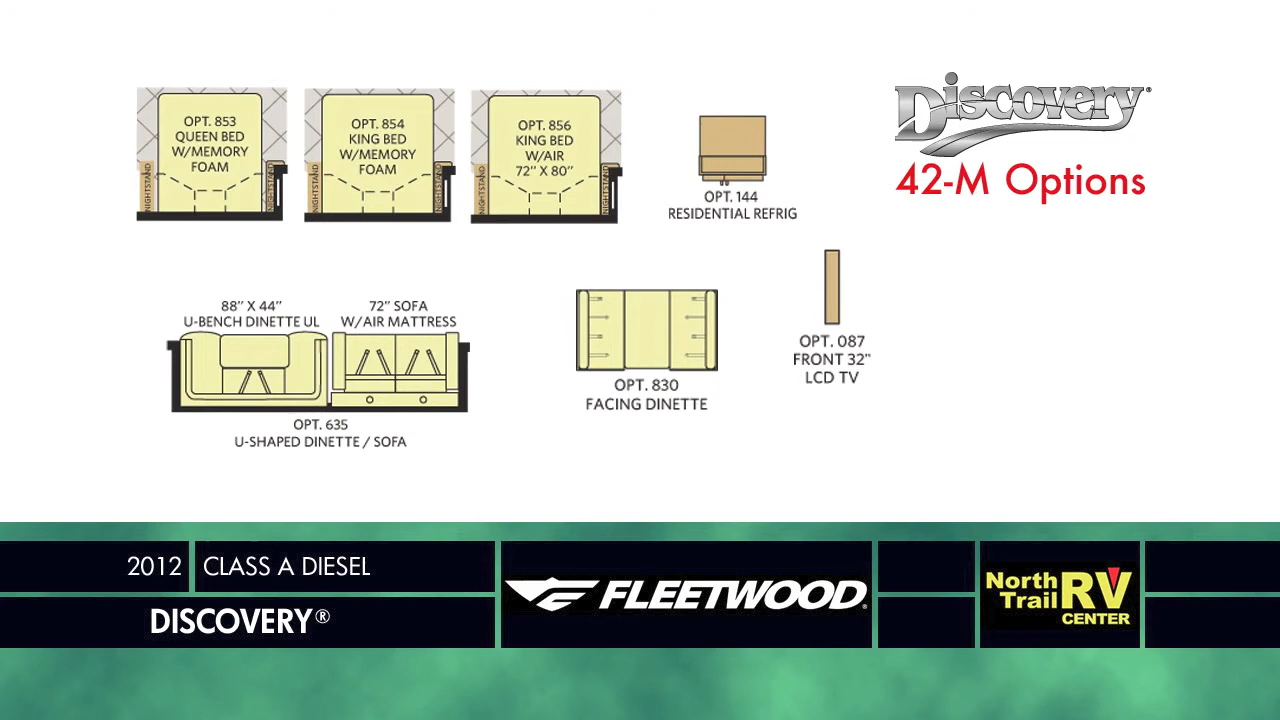 OPT. 853
QUEEN BED
W/MEMORY
FOAM
NIGHTSTAND
NIGHTSTAND
OPT. 854
KING BED
W/MEMORY
FOAM
NIGHTSTAND
NIGHTSTAND
OPT. 856
KING BED
W/AIR
72" X 80"
NIGHTSTAND
NIGHTSTAND
OPT. 144
RESIDENTIAL REFRIG
Discovery®
42-M Options
88" X 44"
U-BENCH DINETTE UL
72" SOFA
W/AIR MATTRESS
OPT. 635
U-SHAPED DINETTE / SOFA
OPT. 830
FACING DINETTE
OPT. 087
FRONT 32"
LCD TV
2012 CLASS A DIESEL
DISCOVERY®
FLEETWOOD®
North
Trail
RV
CENTER